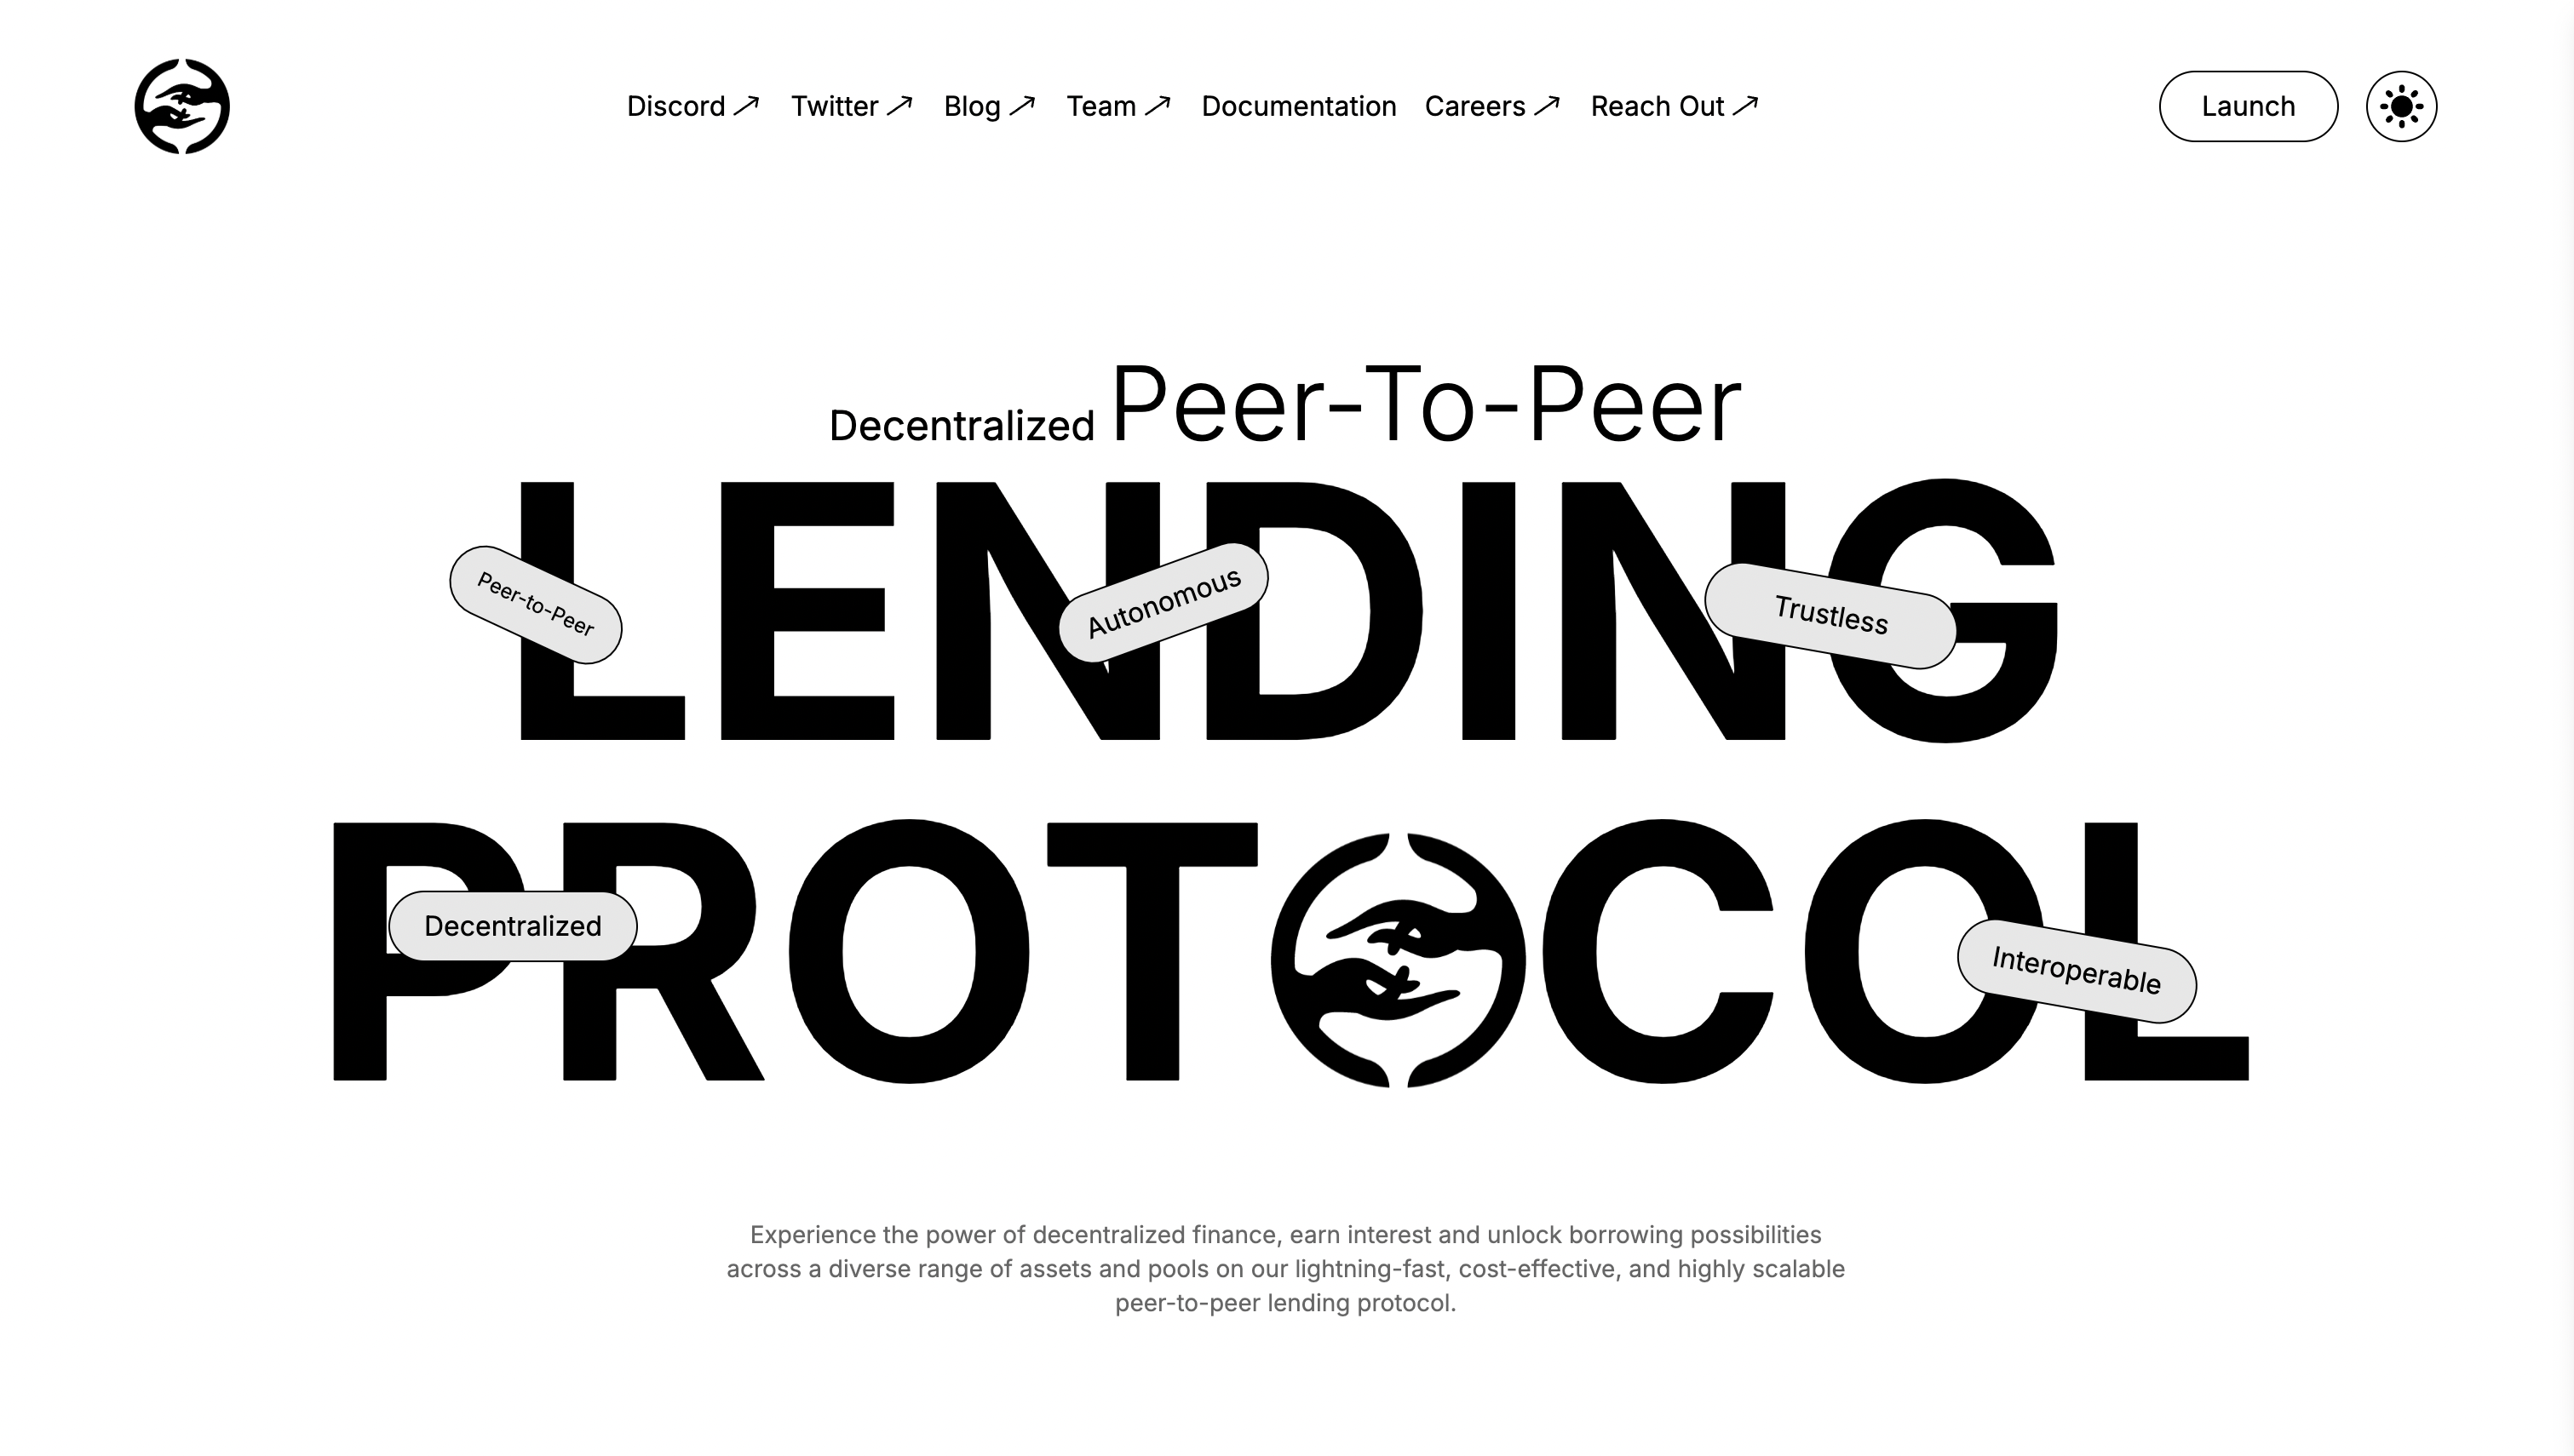 Discord Twitter Blog Team Documentation Careers Reach Out Launch
Decentralized Peer-To-Peer
LENDING
Peer-to-Peer
Autonomous
Trustless
PROTOCOL
Decentralized
Interoperable
Experience the power of decentralized finance, earn interest and unlock borrowing possibilities
across a diverse range of assets and pools on our lightning-fast, cost-effective, and highly scalable
peer-to-peer lending protocol.